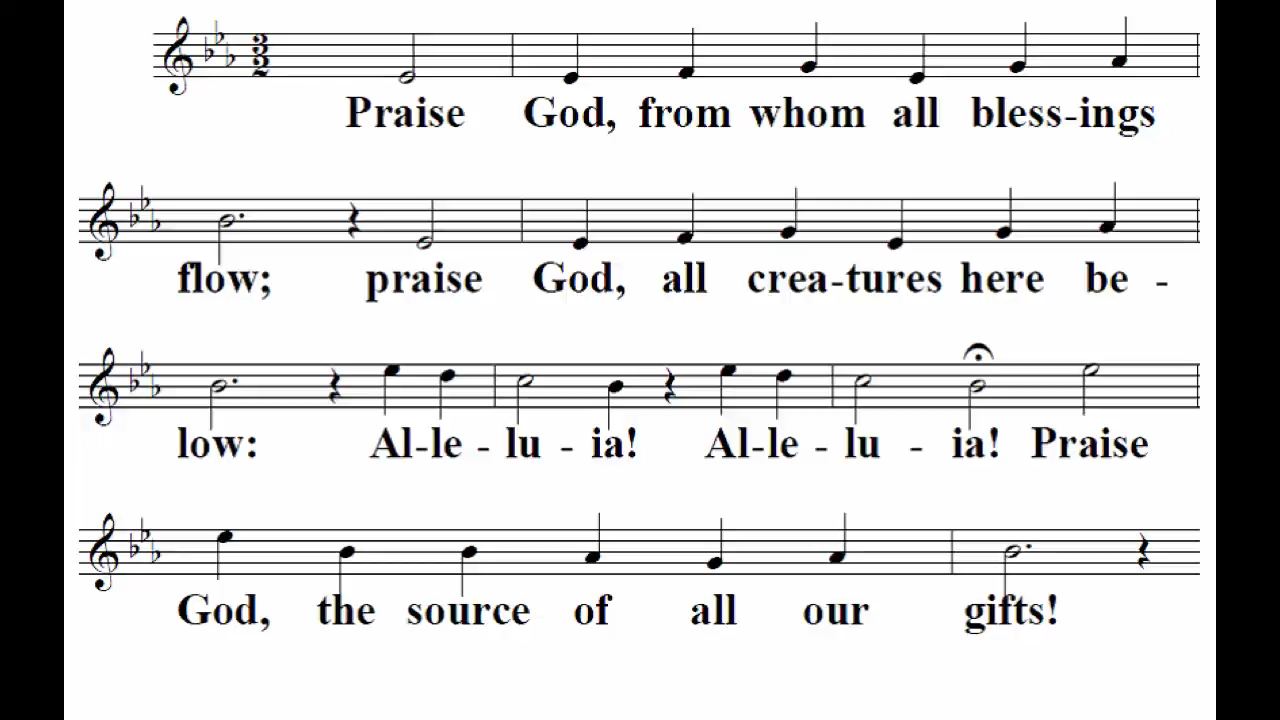 Praise God, from whom all bless-ings
flow; praise God, all crea-tures here be -
low: Al-le - lu - ia! Al-le - lu - ia! Praise
God, the source of all our gifts!